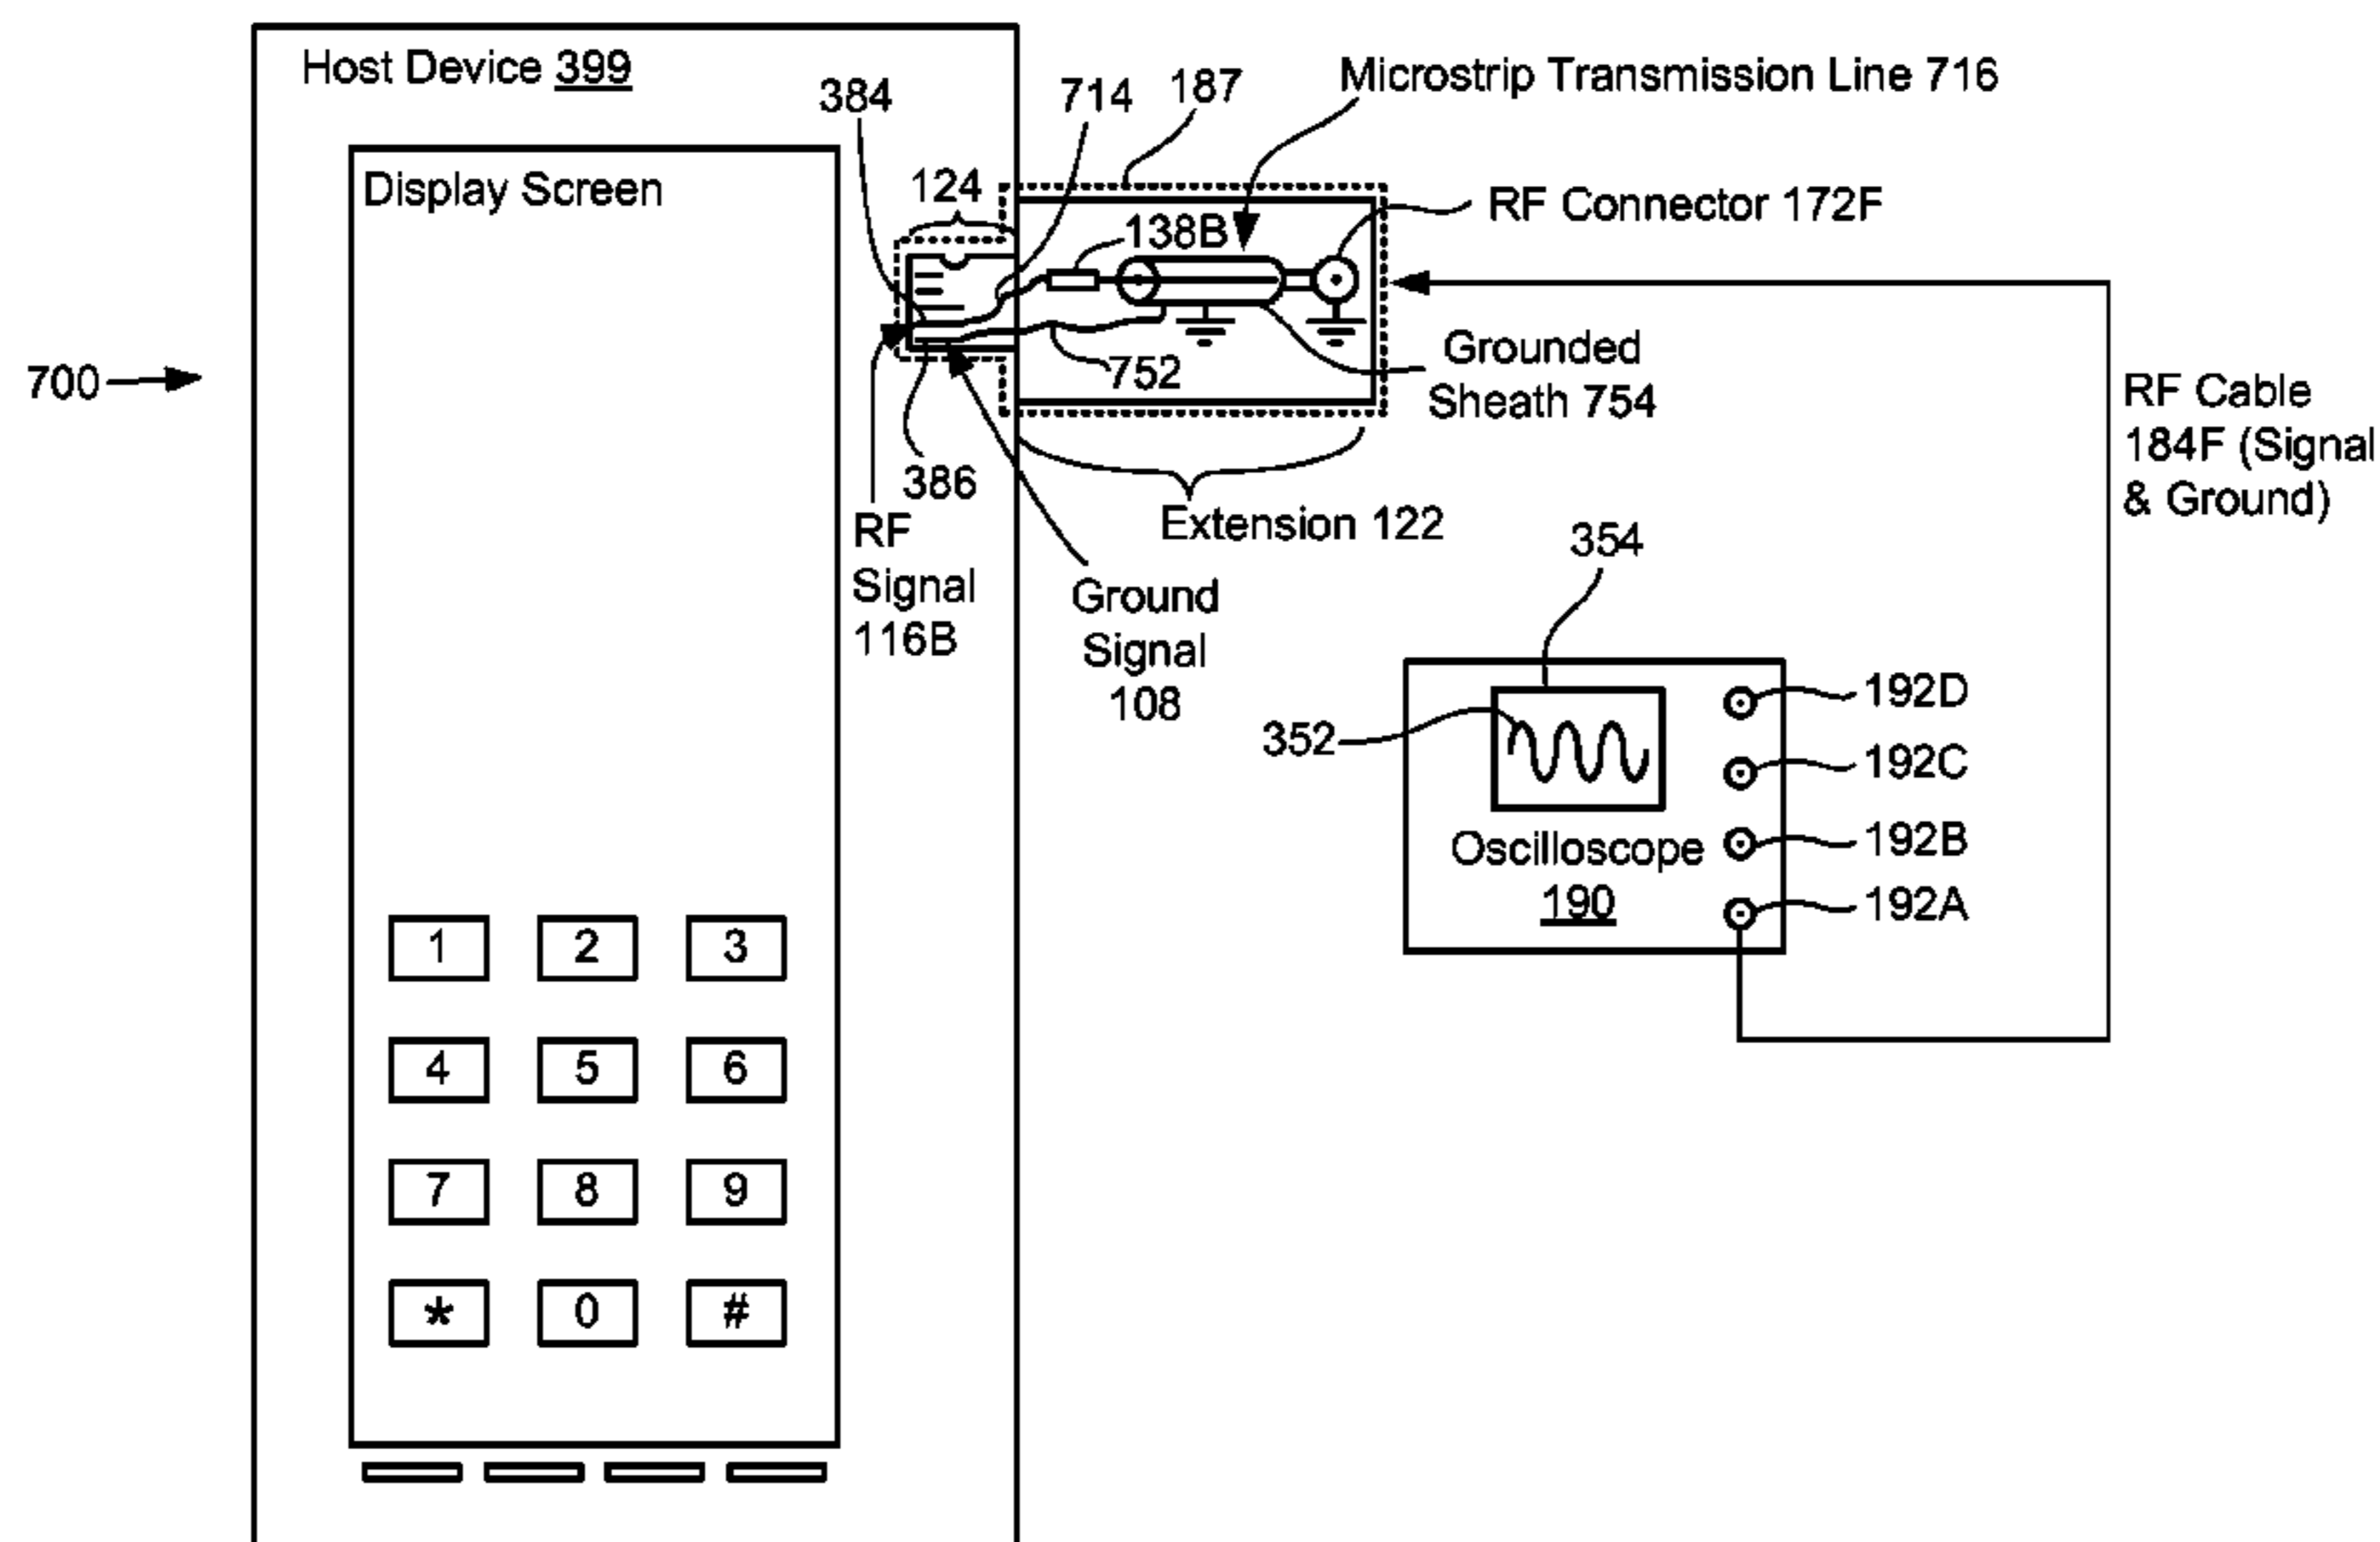 Host Device 399
Display Screen
384
714
187
Microstrip Transmission Line 716
124
138B
RF Connector 172F
700
752
Grounded
Sheath 754
386
RF
Signal
116B
Ground
Signal
108
Extension 122
RF Cable
184F (Signal
& Ground)
354
352
Oscilloscope
190
192D
192C
192B
192A
1 2 3
4 5 6
7 8 9
* 0 #